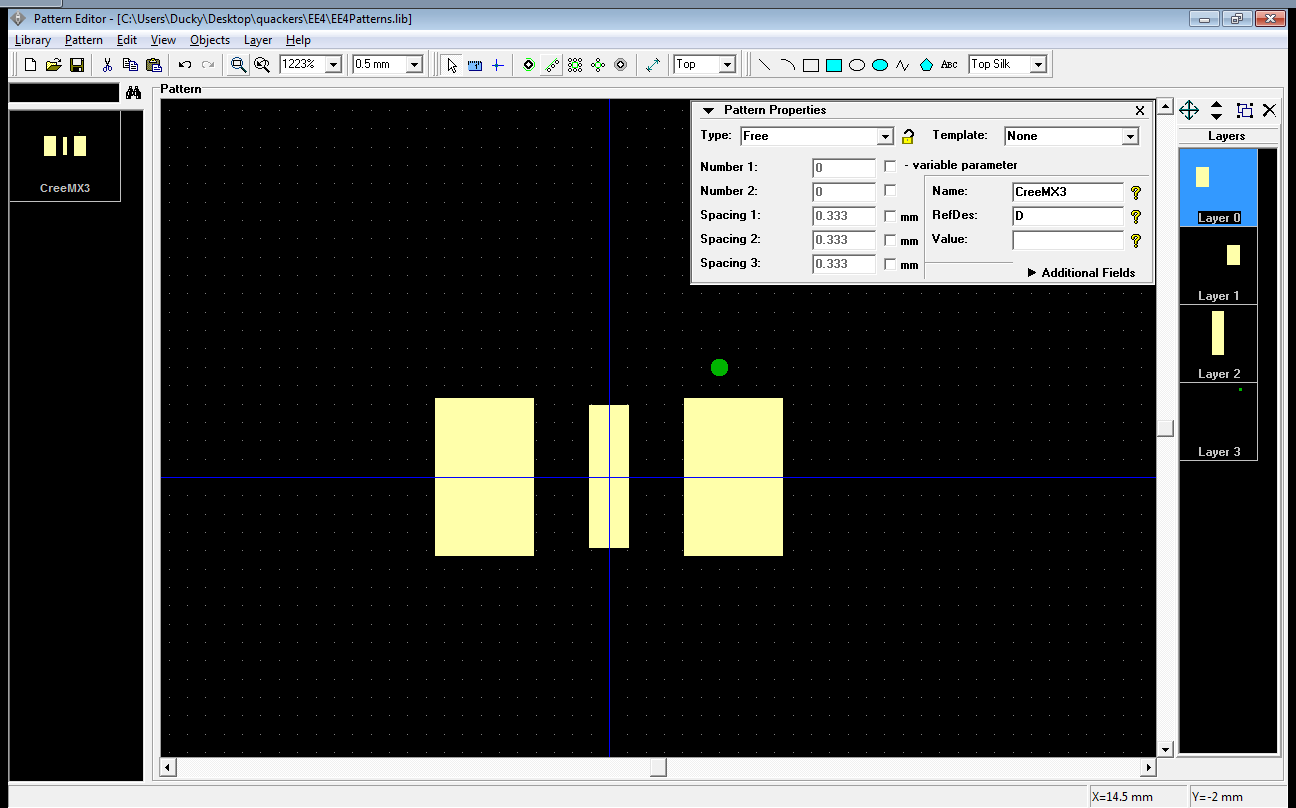 Pattern Editor - [C:\Users\Ducky\Desktop\quackers\EE4\EE4Patterns.lib]
Library Pattern Edit View Objects Layer Help
1223% 0.5 mm Top Abc Top Silk
Pattern
CreeMX3
Pattern Properties
Type: Free Template: None
Number 1: 0 - variable parameter
Number 2: 0 Name: CreeMX3
Spacing 1: 0.333 mm RefDes: D
Spacing 2: 0.333 mm Value:
Spacing 3: 0.333 mm
Additional Fields
Layers
Layer 0
Layer 1
Layer 2
Layer 3
X=14.5 mm Y=-2 mm